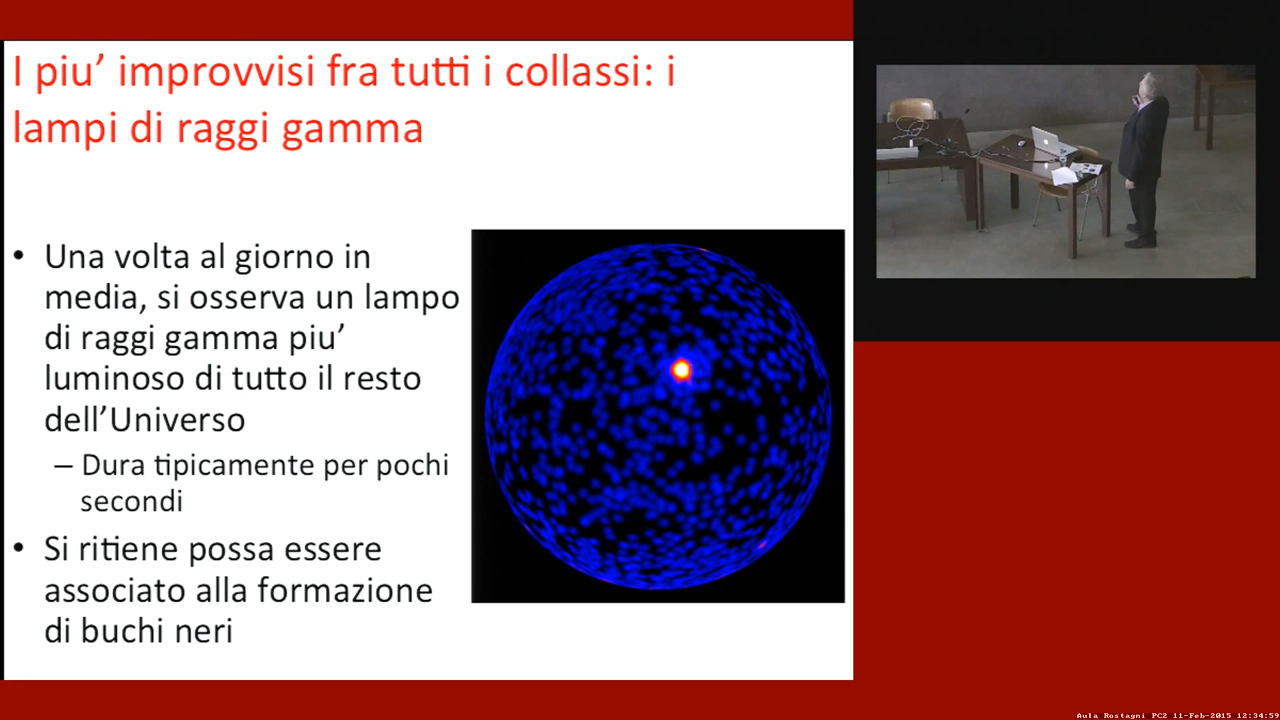 I piu’ improvvisi fra tutti i collassi: i
lampi di raggi gamma
• Una volta al giorno in
media, si osserva un lampo
di raggi gamma piu’
luminoso di tutto il resto
dell’Universo
– Dura tipicamente per pochi
secondi
• Si ritiene possa essere
associato alla formazione
di buchi neri
Aula Rostagni PC2 11-Feb-2015 12:34:59